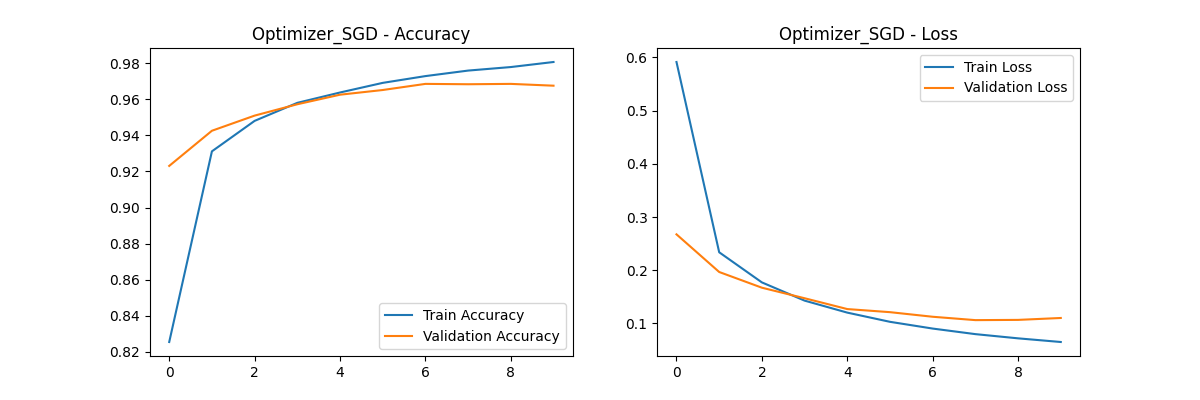 Optimizer_SGD - Accuracy
0.98
0.96
0.94
0.92
0.90
0.88
0.86
0.84
0.82
0 2 4 6 8
Train Accuracy
Validation Accuracy
Optimizer_SGD - Loss
0.6
0.5
0.4
0.3
0.2
0.1
0 2 4 6 8
Train Loss
Validation Loss